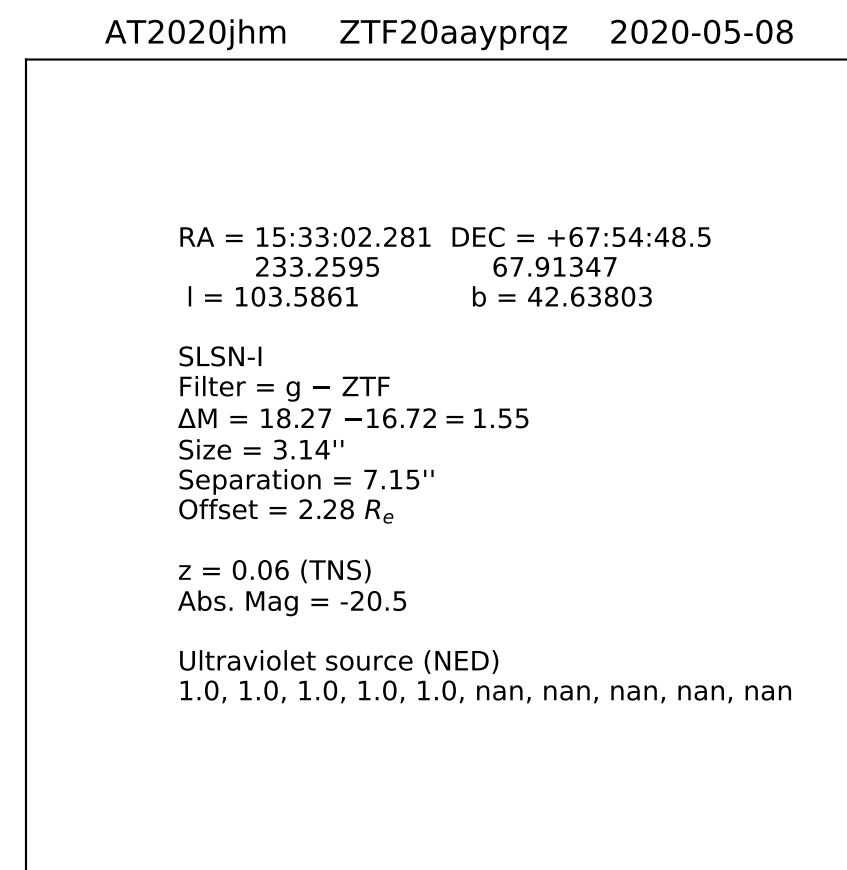 AT2020jhm ZTF20aayprqz 2020-05-08
RA = 15:33:02.281 DEC = +67:54:48.5
233.2595 67.91347
l = 103.5861 b = 42.63803
SLSN-I
Filter = g − ZTF
ΔM = 18.27 −16.72 = 1.55
Size = 3.14''
Separation = 7.15''
Offset = 2.28 Re
z = 0.06 (TNS)
Abs. Mag = -20.5
Ultraviolet source (NED)
1.0, 1.0, 1.0, 1.0, 1.0, nan, nan, nan, nan, nan